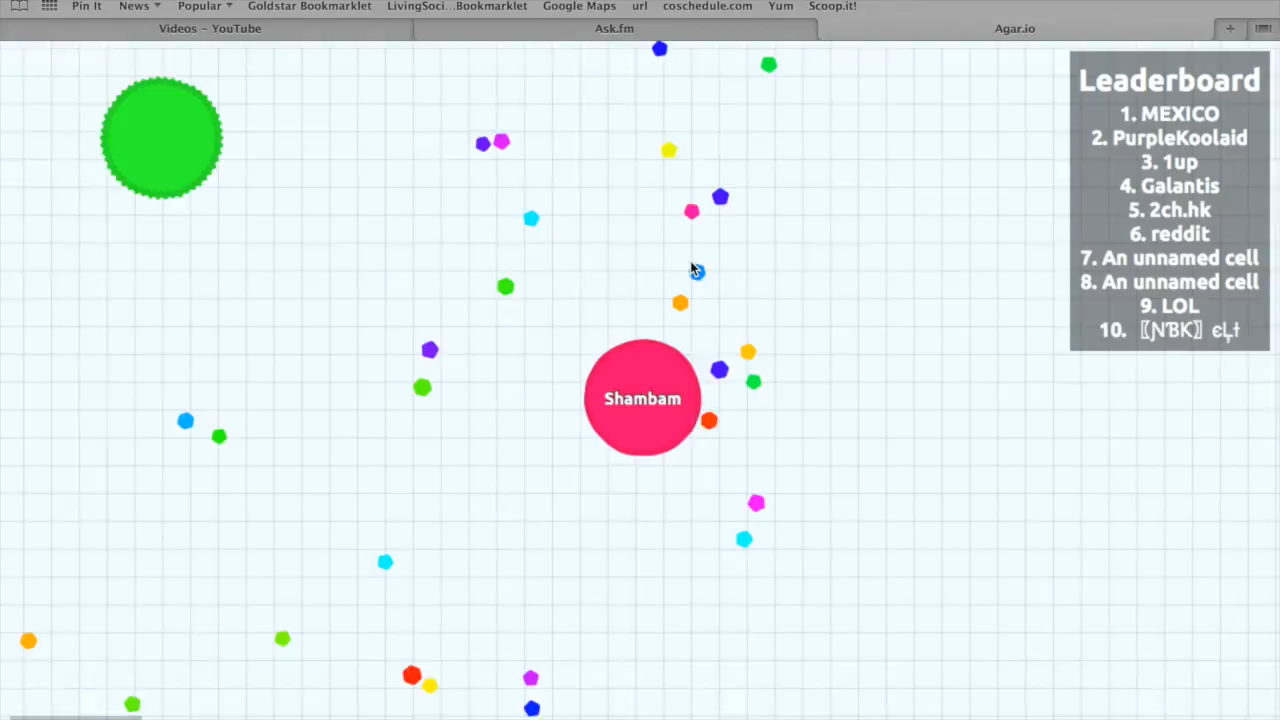 Pin It News Popular Goldstar Bookmarklet LivingSoci...Bookmarklet Google Maps url coschedule.com Yum Scoop.it!
Videos – YouTube Ask.fm Agar.io +
Leaderboard
1. MEXICO
2. PurpleKoolaid
3. 1up
4. Galantis
5. 2ch.hk
6. reddit
7. An unnamed cell
8. An unnamed cell
9. LOL
10.
Shambam